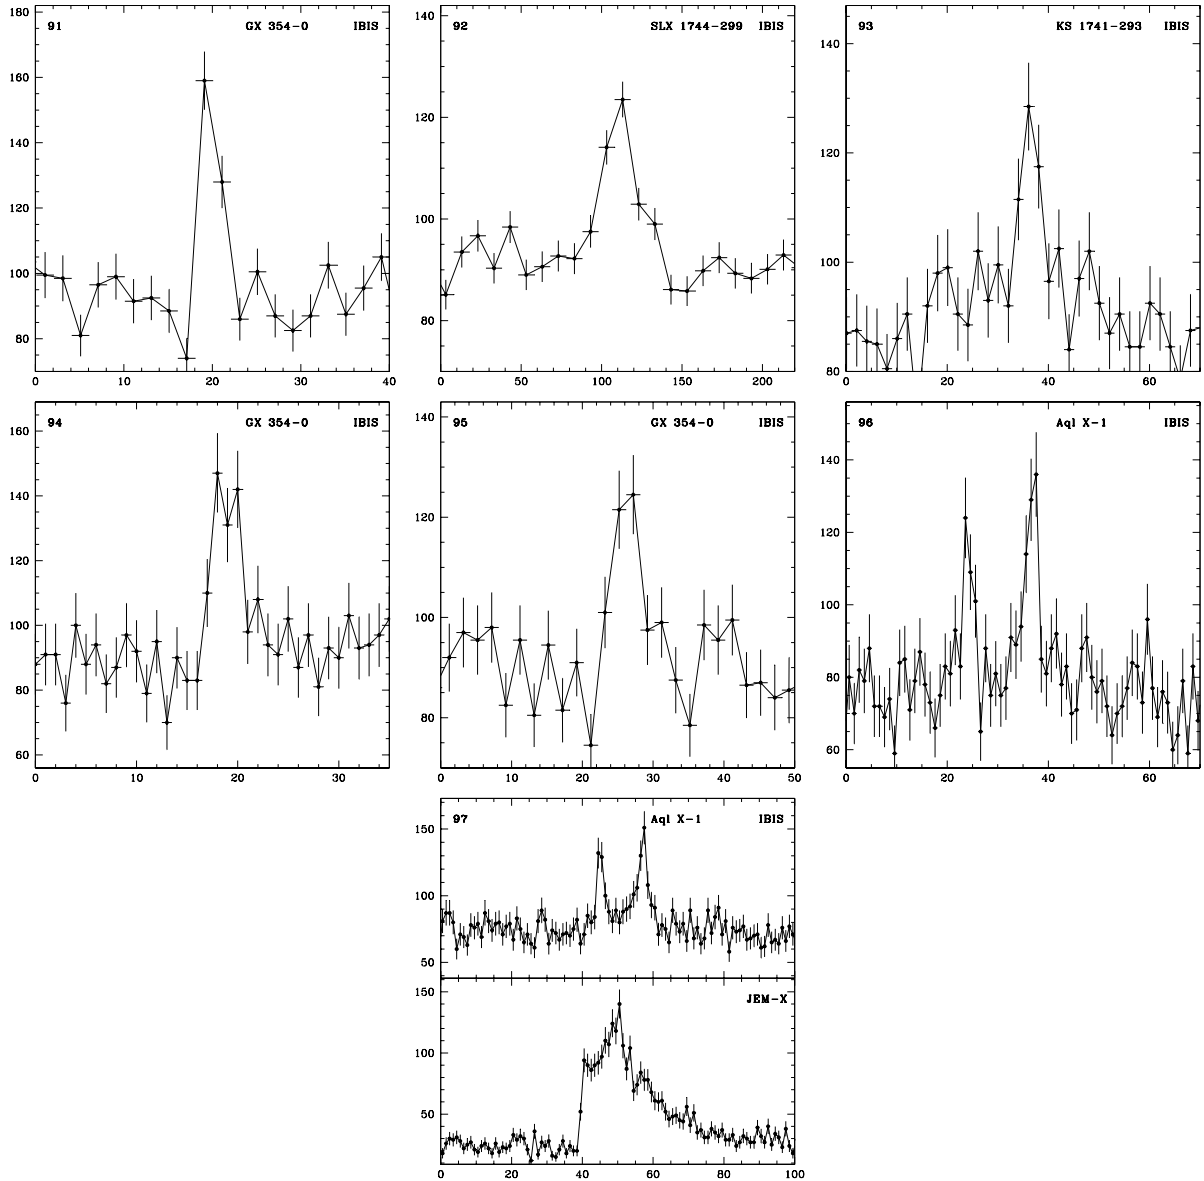 91 GX 354-0 IBIS
160
140
120
100
80
0 10 20 30 40
92 SLX 1744-299 IBIS
140
120
100
80
0 50 100 150 200
93 KS 1741-293 IBIS
140
120
100
80
0 20 40 60
94 GX 354-0 IBIS
160
140
120
100
80
60
0 10 20 30
95 GX 354-0 IBIS
140
120
100
80
0 10 20 30 40 50
96 Aql X-1 IBIS
140
120
100
80
60
0 20 40 60
97 Aql X-1 IBIS
150
100
50
JEM-X
150
100
50
0 20 40 60 80 100